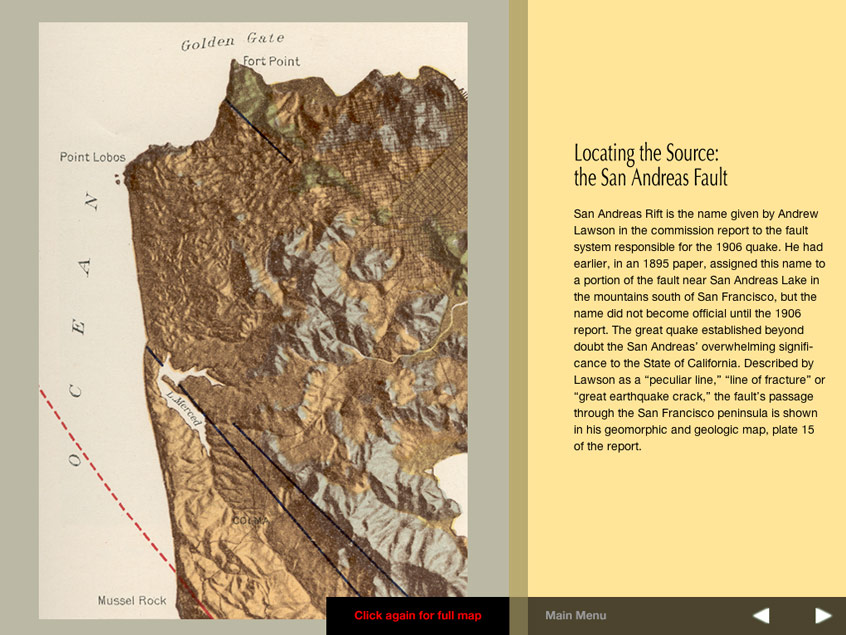 Golden Gate
Fort Point
Point Lobos
OCEAN
L. Merced
COLMA
Mussel Rock
Locating the Source:
the San Andreas Fault
San Andreas Rift is the name given by Andrew
Lawson in the commission report to the fault
system responsible for the 1906 quake. He had
earlier, in an 1895 paper, assigned this name to
a portion of the fault near San Andreas Lake in
the mountains south of San Francisco, but the
name did not become official until the 1906
report. The great quake established beyond
doubt the San Andreas’ overwhelming signifi-
cance to the State of California. Described by
Lawson as a “peculiar line,” “line of fracture” or
“great earthquake crack,” the fault’s passage
through the San Francisco peninsula is shown
in his geomorphic and geologic map, plate 15
of the report.
Click again for full map
Main Menu